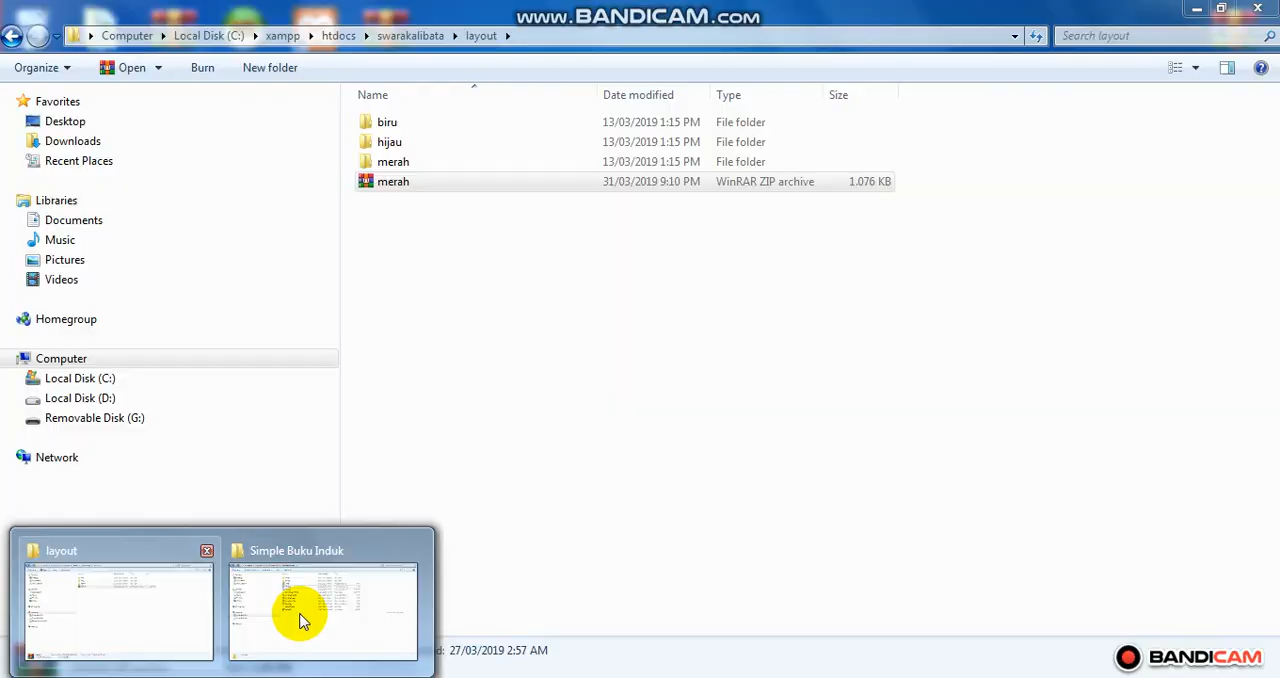 www.BANDICAM.com
Computer Local Disk (C:) xampp htdocs swarakalibata layout Search layout
Organize Open Burn New folder
Name Date modified Type Size
Favorites
Desktop
Downloads
Recent Places
Libraries
Documents
Music
Pictures
Videos
Homegroup
Computer
Local Disk (C:)
Local Disk (D:)
Removable Disk (G:)
Network
biru 13/03/2019 1:15 PM File folder
hijau 13/03/2019 1:15 PM File folder
merah 13/03/2019 1:15 PM File folder
merah 31/03/2019 9:10 PM WinRAR ZIP archive 1.076 KB
layout Simple Buku Induk
27/03/2019 2:57 AM
BANDICAM